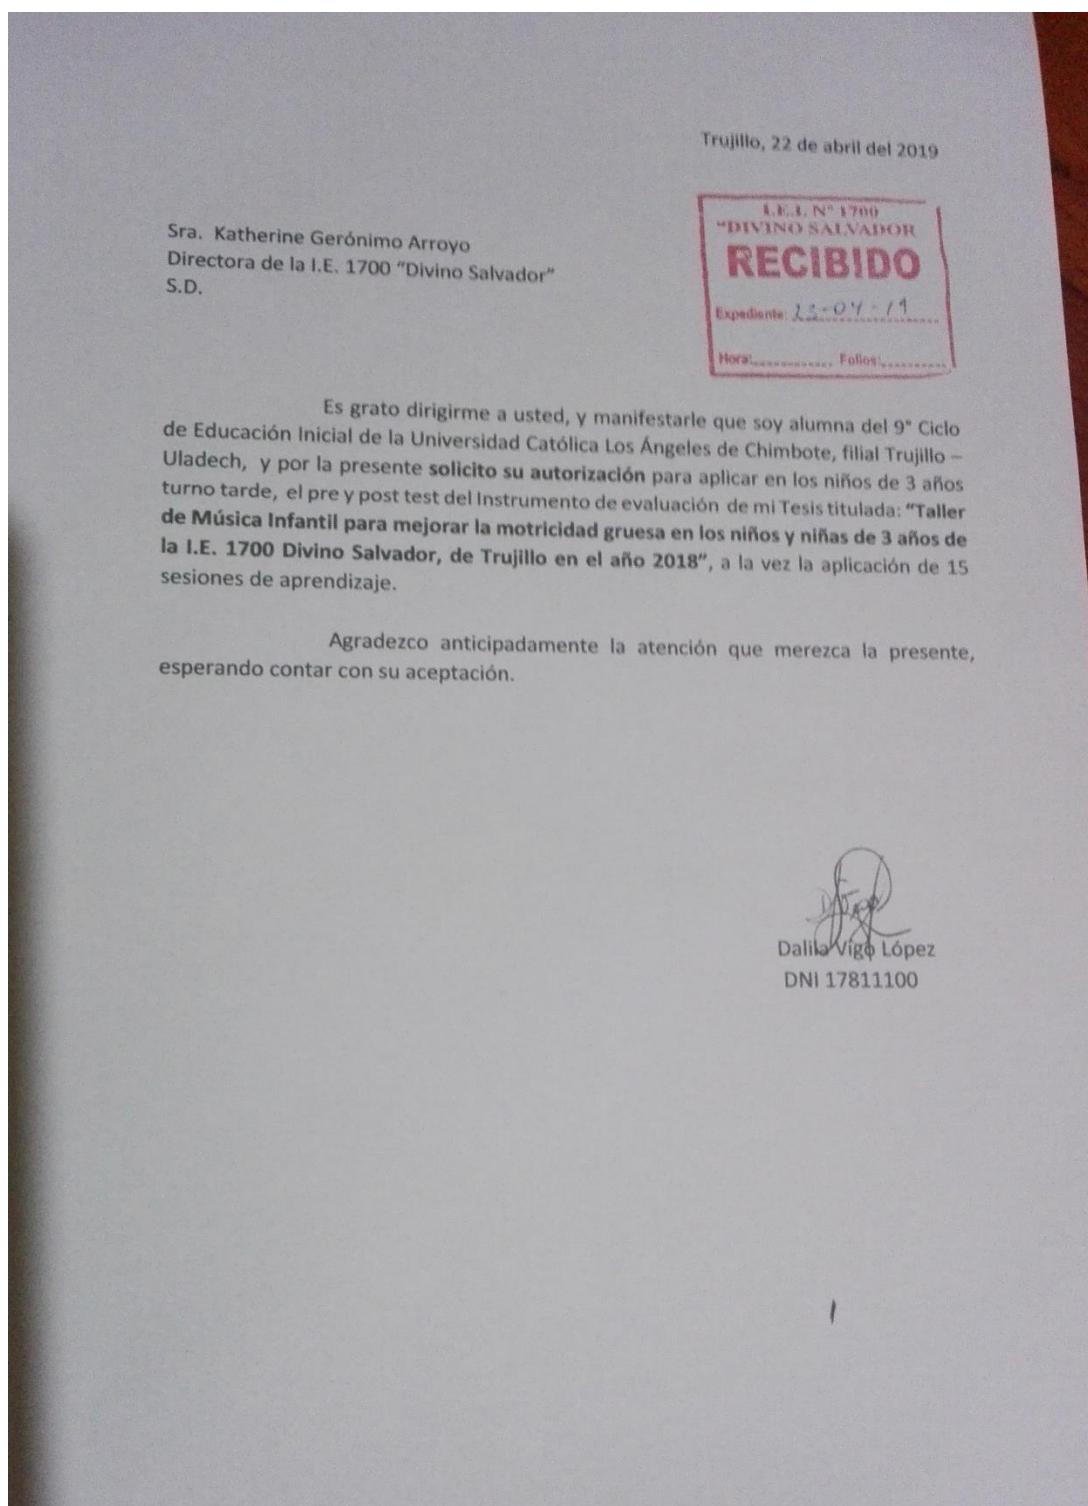 Trujillo, 22 de abril del 2019
I.E.I. N° 1700
"DIVINO SALVADOR
RECIBIDO
Expediente: 23-04-19
Hora:............ Folios:..........
Sra. Katherine Gerónimo Arroyo
Directora de la I.E. 1700 "Divino Salvador"
S.D.
Es grato dirigirme a usted, y manifestarle que soy alumna del 9° Ciclo
de Educación Inicial de la Universidad Católica Los Ángeles de Chimbote, filial Trujillo –
Uladech, y por la presente solicito su autorización para aplicar en los niños de 3 años
turno tarde, el pre y post test del Instrumento de evaluación de mi Tesis titulada: "Taller
de Música Infantil para mejorar la motricidad gruesa en los niños y niñas de 3 años de
la I.E. 1700 Divino Salvador, de Trujillo en el año 2018", a la vez la aplicación de 15
sesiones de aprendizaje.
Agradezco anticipadamente la atención que merezca la presente,
esperando contar con su aceptación.
Dalila Vigo López
DNI 17811100